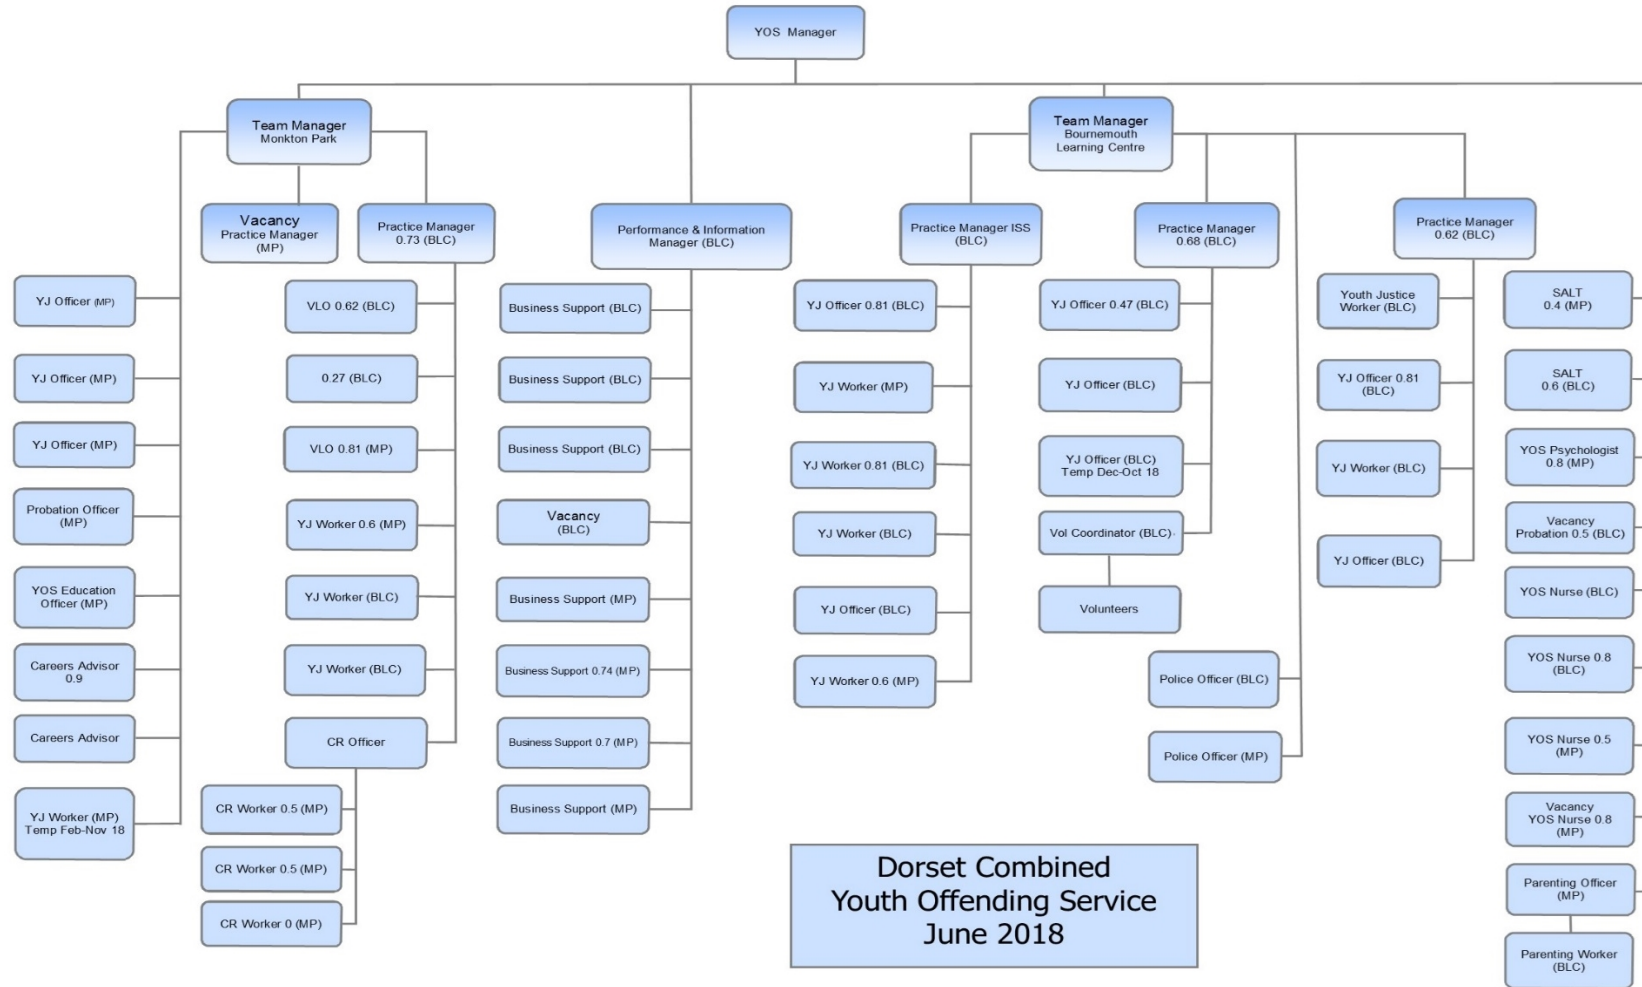 YOS Manager
Team Manager
Monkton Park
Team Manager
Bournemouth
Learning Centre
Vacancy
Practice Manager
(MP)
Practice Manager
0.73 (BLC)
Performance & Information
Manager (BLC)
Practice Manager ISS
(BLC)
Practice Manager
0.68 (BLC)
Practice Manager
0.62 (BLC)
YJ Officer (MP)
YJ Officer (MP)
YJ Officer (MP)
Probation Officer
(MP)
YOS Education
Officer (MP)
Careers Advisor
0.9
Careers Advisor
YJ Worker (MP)
Temp Feb-Nov 18
VLO 0.62 (BLC)
0.27 (BLC)
VLO 0.81 (MP)
YJ Worker 0.6 (MP)
YJ Worker (BLC)
YJ Worker (BLC)
CR Officer
CR Worker 0.5 (MP)
CR Worker 0.5 (MP)
CR Worker 0 (MP)
Business Support (BLC)
Business Support (BLC)
Business Support (BLC)
Vacancy
(BLC)
Business Support (MP)
Business Support 0.74 (MP)
Business Support 0.7 (MP)
Business Support (MP)
YJ Officer 0.81 (BLC)
YJ Worker (MP)
YJ Worker 0.81 (BLC)
YJ Worker (BLC)
YJ Officer (BLC)
YJ Worker 0.6 (MP)
YJ Officer 0.47 (BLC)
YJ Officer (BLC)
YJ Officer (BLC)
Temp Dec-Oct 18
Vol Coordinator (BLC)
Volunteers
Police Officer (BLC)
Police Officer (MP)
Youth Justice
Worker (BLC)
YJ Officer 0.81
(BLC)
YJ Worker (BLC)
YJ Officer (BLC)
SALT
0.4 (MP)
SALT
0.6 (BLC)
YOS Psychologist
0.8 (MP)
Vacancy
Probation 0.5 (BLC)
YOS Nurse (BLC)
YOS Nurse 0.8
(BLC)
YOS Nurse 0.5
(MP)
Vacancy
YOS Nurse 0.8
(MP)
Parenting Officer
(MP)
Parenting Worker
(BLC)
Dorset Combined
Youth Offending Service
June 2018